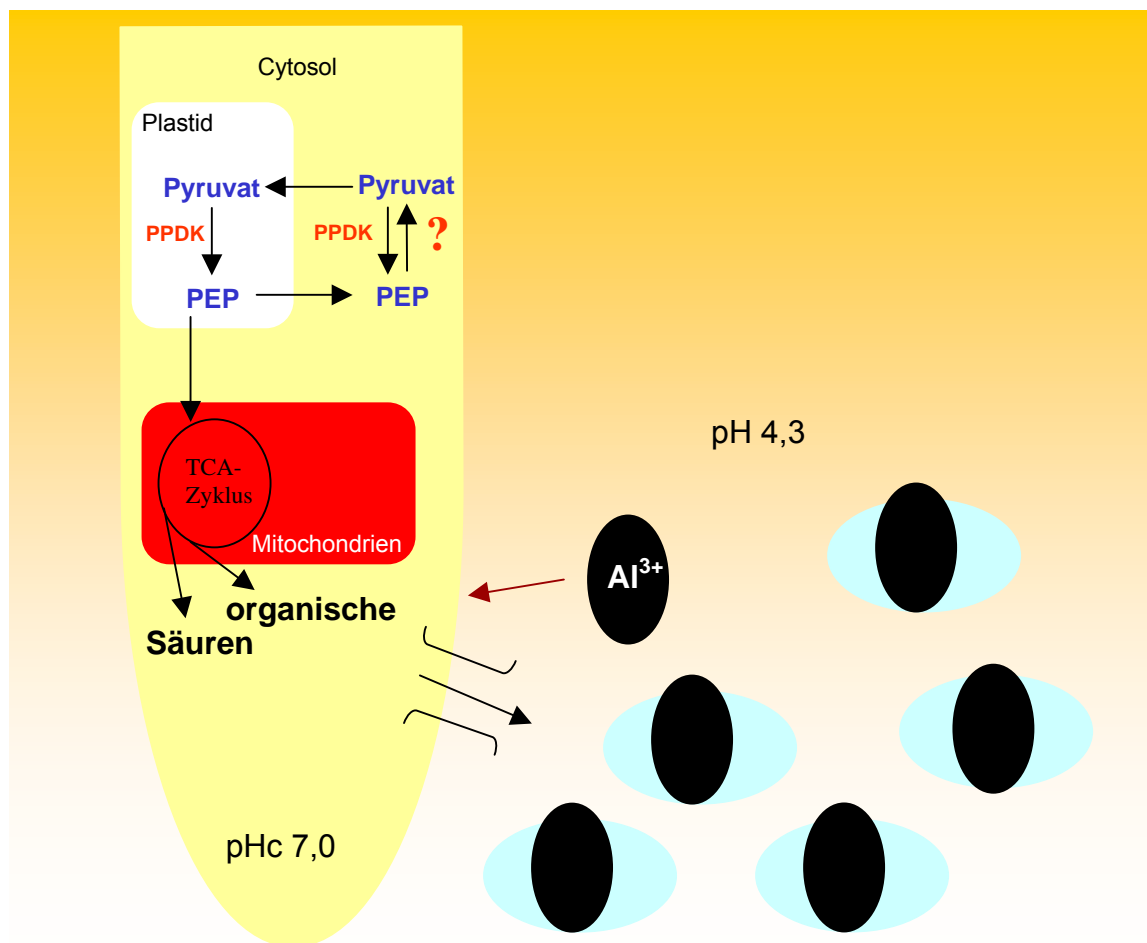 Cytosol
Plastid
Pyruvat
Pyruvat
PPDK
PPDK
?
PEP
PEP
TCA-
Zyklus
Mitochondrien
organische
Säuren
pHc 7,0
pH 4,3
Al³⁺